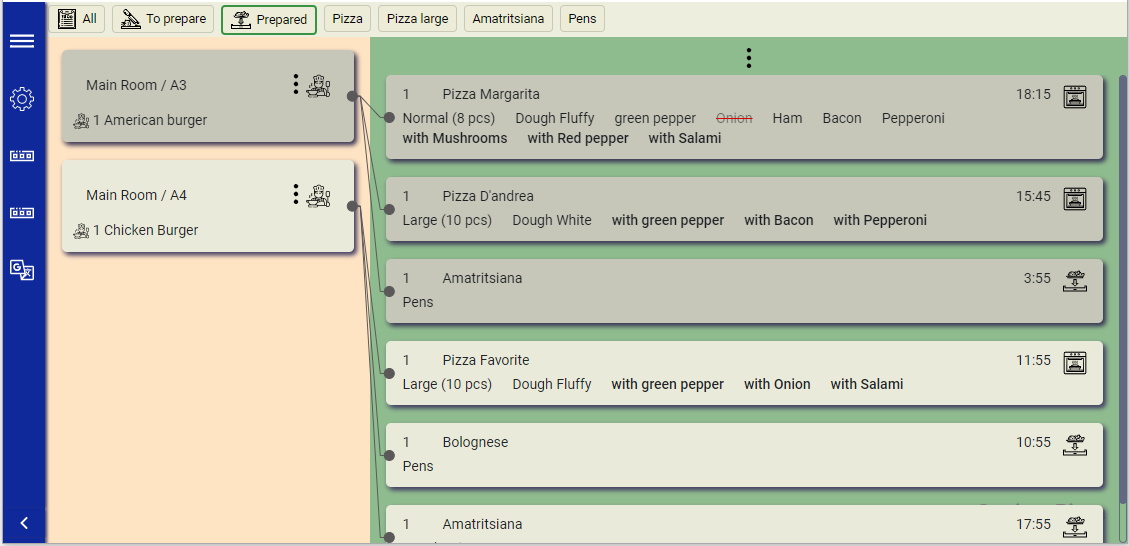 All To prepare Prepared Pizza Pizza large Amatritsiana Pens
Main Room / A3
1 American burger
Main Room / A4
1 Chicken Burger
1 Pizza Margarita 18:15
Normal (8 pcs) Dough Fluffy green pepper Onion Ham Bacon Pepperoni
with Mushrooms with Red pepper with Salami
1 Pizza D'andrea 15:45
Large (10 pcs) Dough White with green pepper with Bacon with Pepperoni
1 Amatritsiana 3:55
Pens
1 Pizza Favorite 11:55
Large (10 pcs) Dough Fluffy with green pepper with Onion with Salami
1 Bolognese 10:55
Pens
1 Amatritsiana 17:55